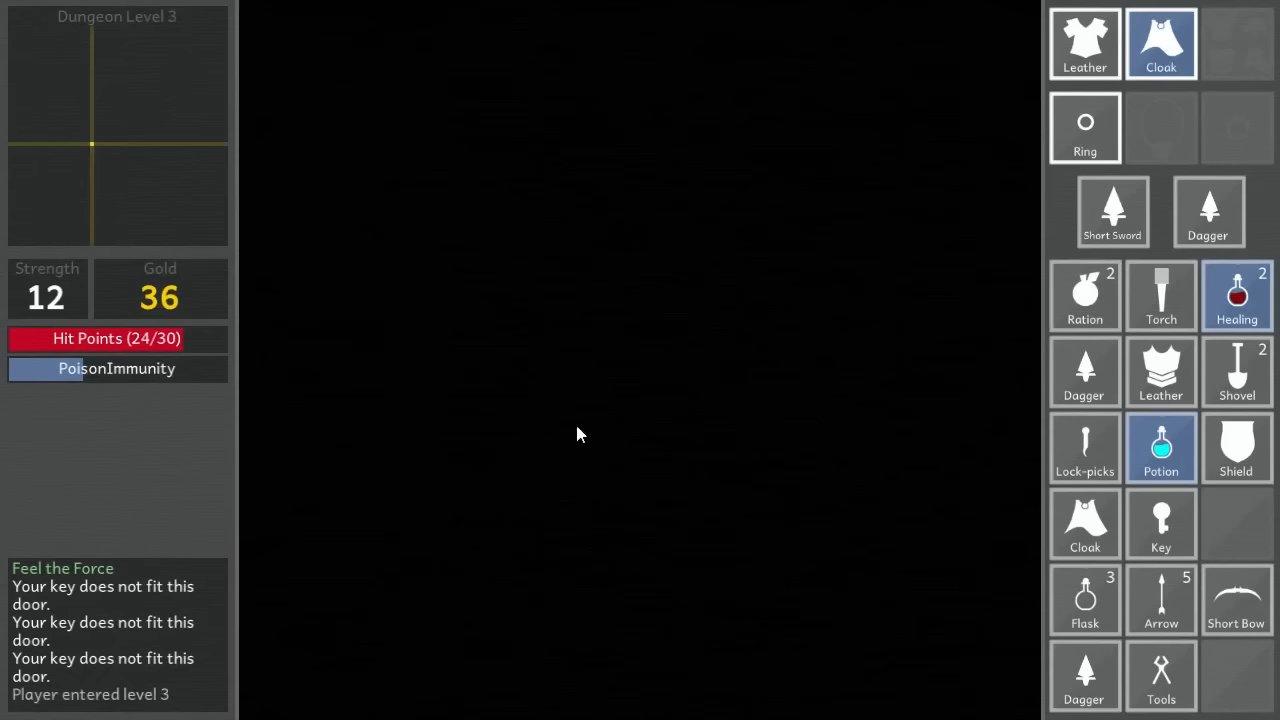 Dungeon Level 3
Strength
Gold
12
36
Hit Points (24/30)
PoisonImmunity
Feel the Force
Your key does not fit this
door.
Your key does not fit this
door.
Your key does not fit this
door.
Player entered level 3
Leather
Cloak
Ring
Short Sword
Dagger
2
Ration
Torch
2
Healing
Dagger
Leather
2
Shovel
Lock-picks
Potion
Shield
Cloak
Key
3
Flask
5
Arrow
Short Bow
Dagger
Tools